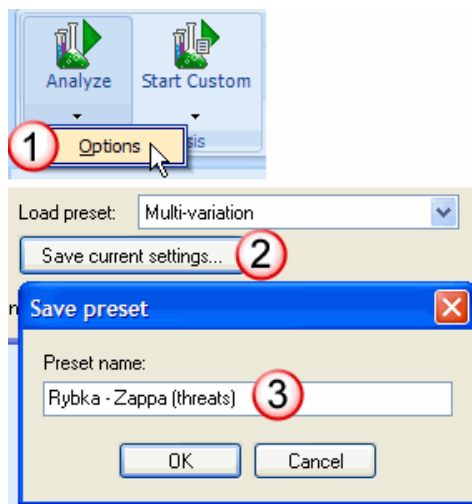 Analyze Start Custom
1 Options sis
Load preset: Multi-variation
Save current settings... 2
n
Save preset
Preset name:
Rybka - Zappa (threats) 3
OK Cancel